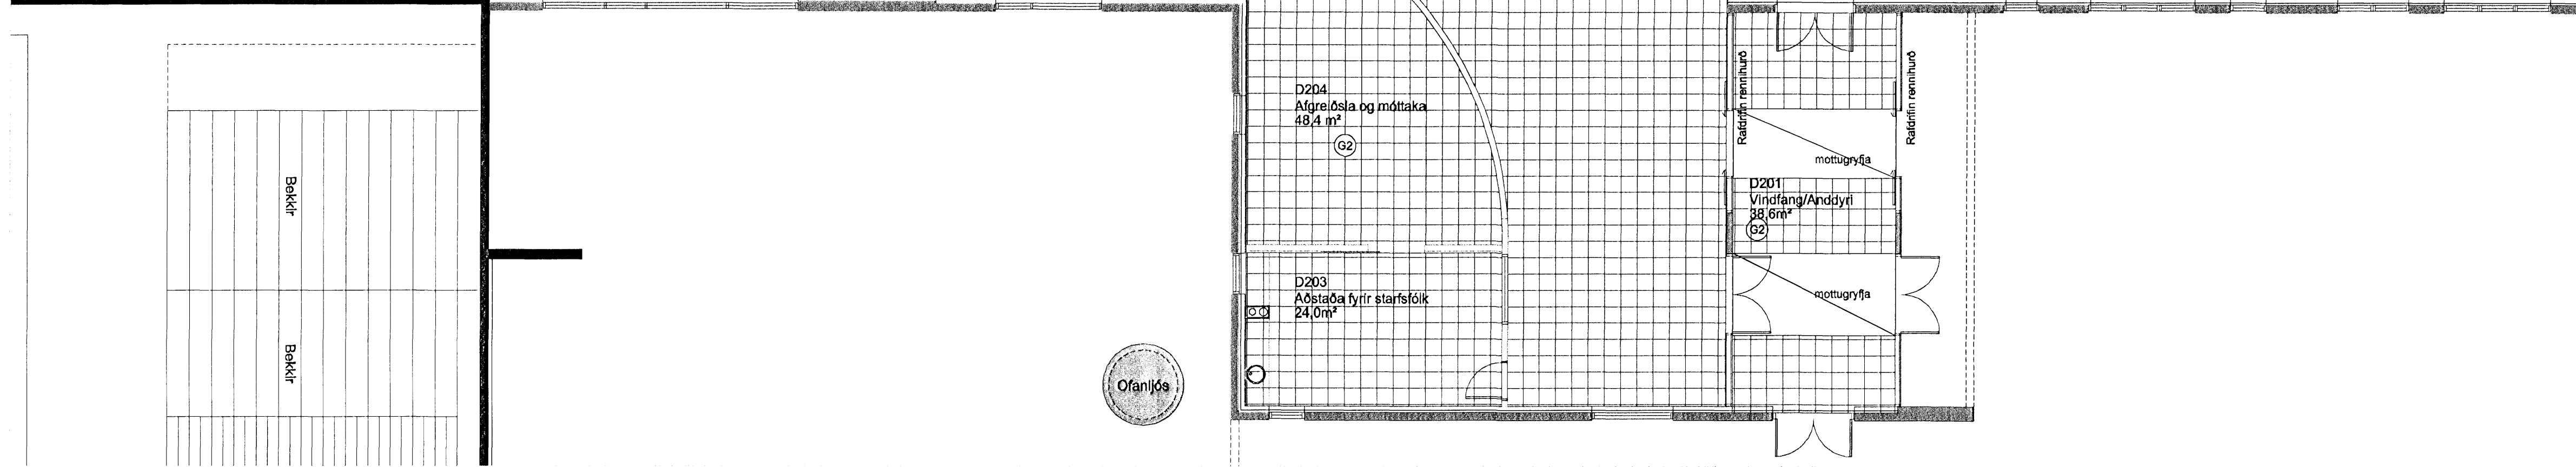 Bekkir
Bekkir
Ofanljós
D204
Afgreiðsla og móttaka
48,4 m²
G2
D203
Aðstaða fyrir starfsfólk
24,0m²
Rafdrifin rennihurð
Rafdrifin rennihurð
mottugryfja
D201
Vindfang/Anddyri
38,6m²
G2
mottugryfja